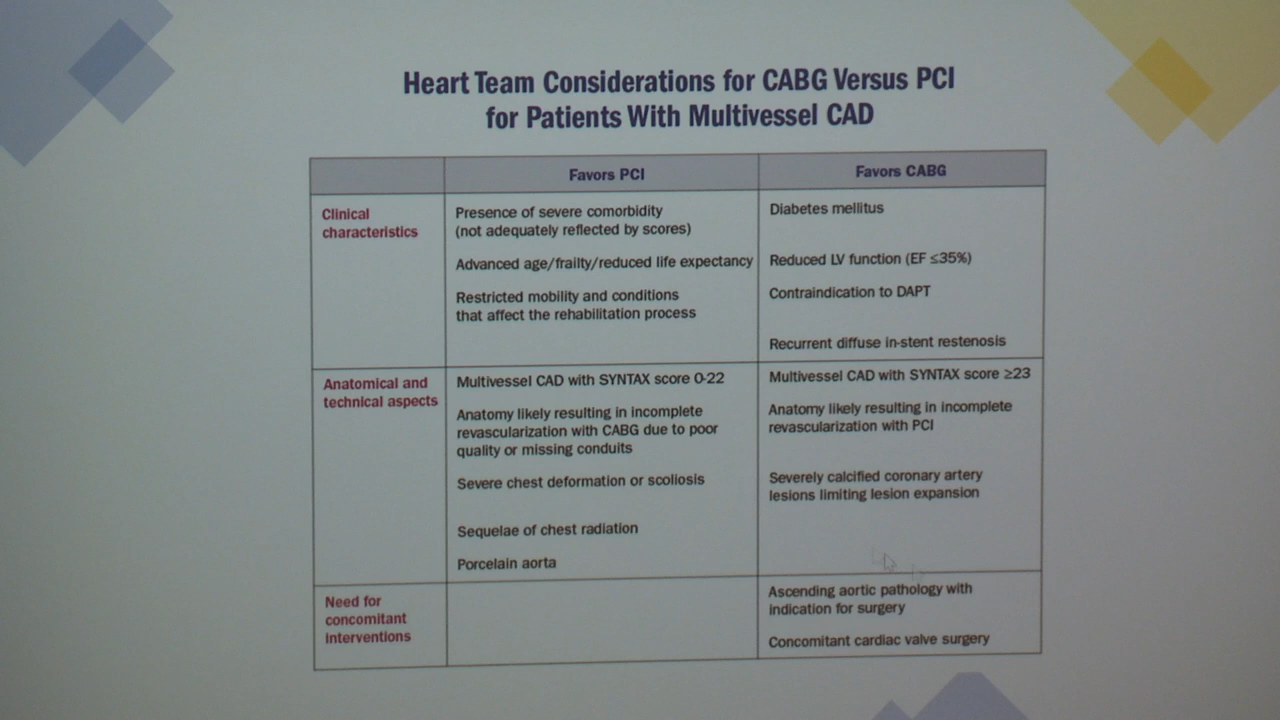 Heart Team Considerations for CABG Versus PCI
for Patients With Multivessel CAD
Favors PCI
Favors CABG
Clinical
characteristics
Presence of severe comorbidity
(not adequately reflected by scores)
Advanced age/frailty/reduced life expectancy
Restricted mobility and conditions
that affect the rehabilitation process
Diabetes mellitus
Reduced LV function (EF ≤35%)
Contraindication to DAPT
Recurrent diffuse in-stent restenosis
Anatomical and
technical aspects
Multivessel CAD with SYNTAX score 0-22
Anatomy likely resulting in incomplete
revascularization with CABG due to poor
quality or missing conduits
Severe chest deformation or scoliosis
Sequelae of chest radiation
Porcelain aorta
Multivessel CAD with SYNTAX score ≥23
Anatomy likely resulting in incomplete
revascularization with PCI
Severely calcified coronary artery
lesions limiting lesion expansion
Need for
concomitant
interventions
Ascending aortic pathology with
indication for surgery
Concomitant cardiac valve surgery